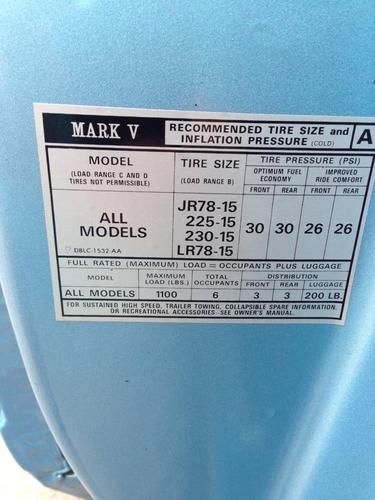 MARK V
RECOMMENDED TIRE SIZE and
INFLATION PRESSURE (COLD)
A
MODEL
(LOAD RANGE C AND D
TIRES NOT PERMISSIBLE)
TIRE SIZE
(LOAD RANGE B)
TIRE PRESSURE (PSI)
OPTIMUM FUEL
ECONOMY
IMPROVED
RIDE COMFORT
FRONT REAR FRONT REAR
ALL
MODELS
D8LC-1532-AA
JR78-15
225-15
230-15
LR78-15
30 30 26 26
FULL RATED (MAXIMUM) LOAD = OCCUPANTS PLUS LUGGAGE
MODEL
MAXIMUM
LOAD (LBS.)
TOTAL
OCCUPANTS
DISTRIBUTION
FRONT REAR LUGGAGE
ALL MODELS 1100 6 3 3 200 LB.
FOR SUSTAINED HIGH SPEED, TRAILER TOWING, COLLAPSIBLE SPARE INFORMATION,
OR RECREATIONAL ACCESSORIES-SEE OWNER'S MANUAL.